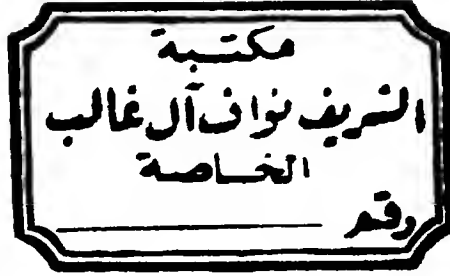 مكتبة
الشريف نواف آل غالب
الخاصة
رقم